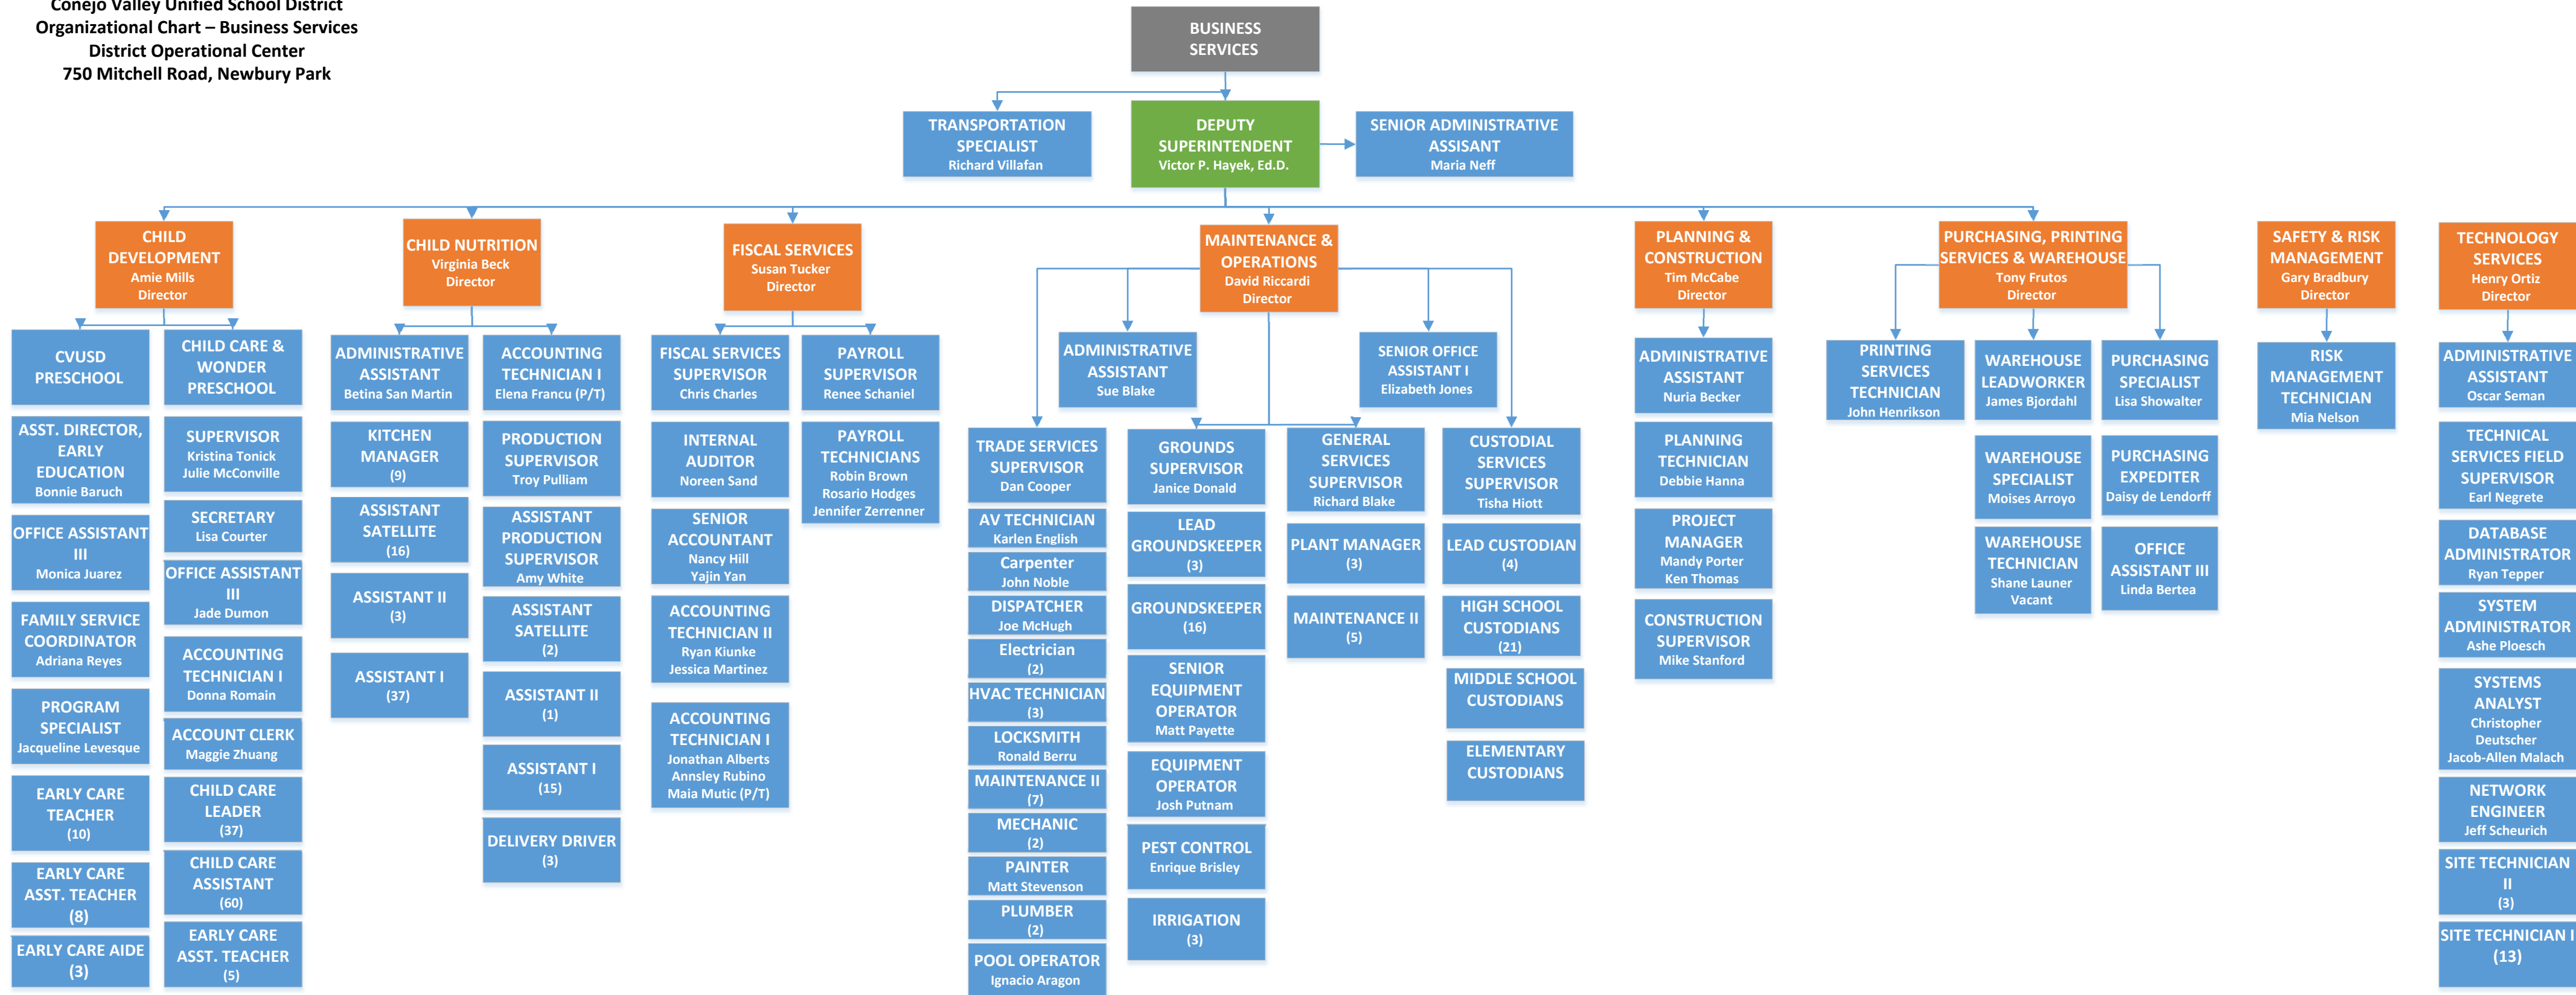 Conejo Valley Unified School District
Organizational Chart – Business Services
District Operational Center
750 Mitchell Road, Newbury Park
BUSINESS
SERVICES
TRANSPORTATION
SPECIALIST
Richard Villafan
DEPUTY
SUPERINTENDENT
Victor P. Hayek, Ed.D.
SENIOR ADMINISTRATIVE
ASSISANT
Maria Neff
CHILD
DEVELOPMENT
Amie Mills
Director
CVUSD
PRESCHOOL
ASST. DIRECTOR,
EARLY
EDUCATION
Bonnie Baruch
OFFICE ASSISTANT
III
Monica Juarez
FAMILY SERVICE
COORDINATOR
Adriana Reyes
PROGRAM
SPECIALIST
Jacqueline Levesque
EARLY CARE
TEACHER
(10)
EARLY CARE
ASST. TEACHER
(8)
EARLY CARE AIDE
(3)
CHILD CARE &
WONDER
PRESCHOOL
SUPERVISOR
Kristina Tonick
Julie McConville
SECRETARY
Lisa Courter
OFFICE ASSISTANT
III
Jade Dumon
ACCOUNTING
TECHNICIAN I
Donna Romain
ACCOUNT CLERK
Maggie Zhuang
CHILD CARE
LEADER
(37)
CHILD CARE
ASSISTANT
(60)
EARLY CARE
ASST. TEACHER
(5)
CHILD NUTRITION
Virginia Beck
Director
ADMINISTRATIVE
ASSISTANT
Betina San Martin
KITCHEN
MANAGER
(9)
ASSISTANT
SATELLITE
(16)
ASSISTANT II
(3)
ASSISTANT I
(37)
ACCOUNTING
TECHNICIAN I
Elena Francu (P/T)
PRODUCTION
SUPERVISOR
Troy Pulliam
ASSISTANT
PRODUCTION
SUPERVISOR
Amy White
ASSISTANT
SATELLITE
(2)
ASSISTANT II
(1)
ASSISTANT I
(15)
DELIVERY DRIVER
(3)
FISCAL SERVICES
Susan Tucker
Director
FISCAL SERVICES
SUPERVISOR
Chris Charles
INTERNAL
AUDITOR
Noreen Sand
SENIOR
ACCOUNTANT
Nancy Hill
Yajin Yan
ACCOUNTING
TECHNICIAN II
Ryan Kiunke
Jessica Martinez
ACCOUNTING
TECHNICIAN I
Jonathan Alberts
Annsley Rubino
Maia Mutic (P/T)
PAYROLL
SUPERVISOR
Renee Schaniel
PAYROLL
TECHNICIANS
Robin Brown
Rosario Hodges
Jennifer Zerrenner
MAINTENANCE &
OPERATIONS
David Riccardi
Director
ADMINISTRATIVE
ASSISTANT
Sue Blake
SENIOR OFFICE
ASSISTANT I
Elizabeth Jones
TRADE SERVICES
SUPERVISOR
Dan Cooper
AV TECHNICIAN
Karlen English
Carpenter
John Noble
DISPATCHER
Joe McHugh
Electrician
(2)
HVAC TECHNICIAN
(3)
LOCKSMITH
Ronald Berru
MAINTENANCE II
(7)
MECHANIC
(2)
PAINTER
Matt Stevenson
PLUMBER
(2)
POOL OPERATOR
Ignacio Aragon
GROUNDS
SUPERVISOR
Janice Donald
LEAD
GROUNDSKEEPER
(3)
GROUNDSKEEPER
(16)
SENIOR
EQUIPMENT
OPERATOR
Matt Payette
EQUIPMENT
OPERATOR
Josh Putnam
PEST CONTROL
Enrique Brisley
IRRIGATION
(3)
GENERAL
SERVICES
SUPERVISOR
Richard Blake
PLANT MANAGER
(3)
MAINTENANCE II
(5)
CUSTODIAL
SERVICES
SUPERVISOR
Tisha Hiott
LEAD CUSTODIAN
(4)
HIGH SCHOOL
CUSTODIANS
(21)
MIDDLE SCHOOL
CUSTODIANS
ELEMENTARY
CUSTODIANS
PLANNING &
CONSTRUCTION
Tim McCabe
Director
ADMINISTRATIVE
ASSISTANT
Nuria Becker
PLANNING
TECHNICIAN
Debbie Hanna
PROJECT
MANAGER
Mandy Porter
Ken Thomas
CONSTRUCTION
SUPERVISOR
Mike Stanford
PURCHASING, PRINTING
SERVICES & WAREHOUSE
Tony Frutos
Director
PRINTING
SERVICES
TECHNICIAN
John Henrikson
WAREHOUSE
LEADWORKER
James Bjordahl
WAREHOUSE
SPECIALIST
Moises Arroyo
WAREHOUSE
TECHNICIAN
Shane Launer
Vacant
PURCHASING
SPECIALIST
Lisa Showalter
PURCHASING
EXPEDITER
Daisy de Lendorff
OFFICE
ASSISTANT III
Linda Bertea
SAFETY & RISK
MANAGEMENT
Gary Bradbury
Director
RISK
MANAGEMENT
TECHNICIAN
Mia Nelson
TECHNOLOGY
SERVICES
Henry Ortiz
Director
ADMINISTRATIVE
ASSISTANT
Oscar Seman
TECHNICAL
SERVICES FIELD
SUPERVISOR
Earl Negrete
DATABASE
ADMINISTRATOR
Ryan Tepper
SYSTEM
ADMINISTRATOR
Ashe Ploesch
SYSTEMS
ANALYST
Christopher
Deutscher
Jacob-Allen Malach
NETWORK
ENGINEER
Jeff Scheurich
SITE TECHNICIAN
II
(3)
SITE TECHNICIAN I
(13)